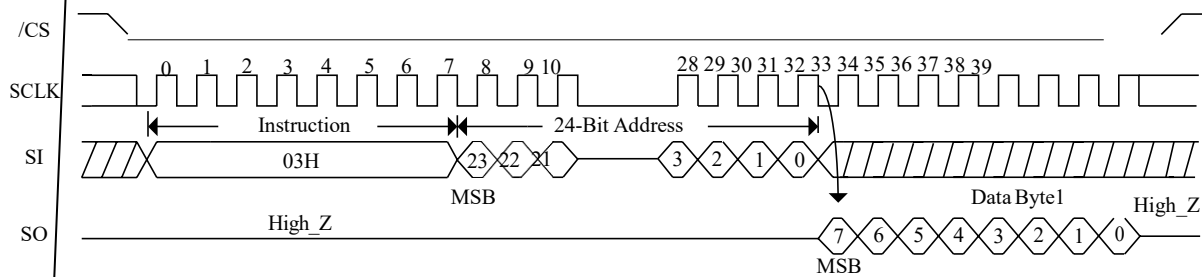 /CS
0 1 2 3 4 5 6 7 8 9 10 28 29 30 31 32 33 34 35 36 37 38 39
SCLK
Instruction 24-Bit Address
SI 03H 23 22 21 3 2 1 0
MSB Data Byte1
High_Z High_Z
SO 7 6 5 4 3 2 1 0
MSB